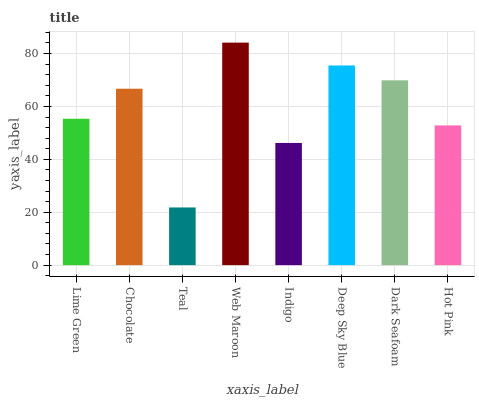 title
yaxis_label
80
60
40
20
0
Lime Green
Chocolate
Teal
Web Maroon
Indigo
Deep Sky Blue
Dark Seafoam
Hot Pink
xaxis_label